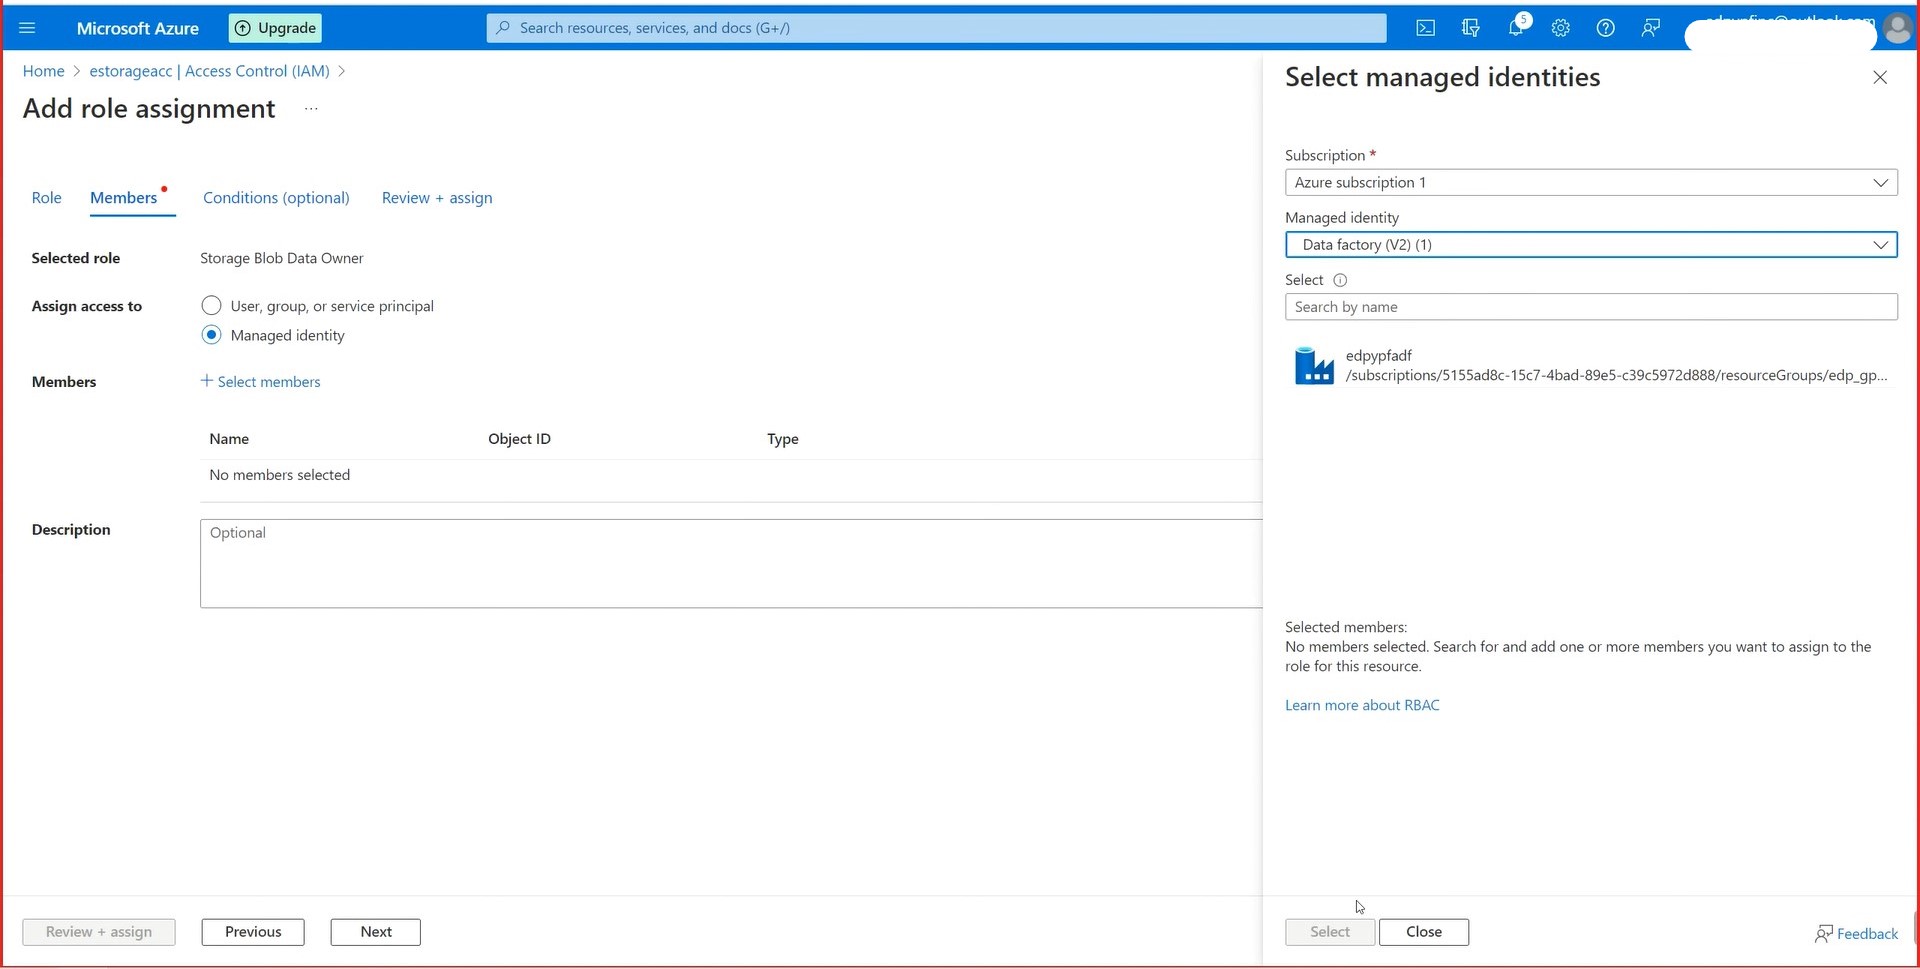 Microsoft Azure
Upgrade
Search resources, services, and docs (G+/)
5
Home > estorageacc | Access Control (IAM) >
Add role assignment ...
Role Members Conditions (optional) Review + assign
Selected role Storage Blob Data Owner
Assign access to User, group, or service principal
Managed identity
Members + Select members
Name Object ID Type
No members selected
Description Optional
Review + assign Previous Next
Select managed identities
Subscription *
Azure subscription 1
Managed identity
Data factory (V2) (1)
Select
Search by name
edpypfadf
/subscriptions/5155ad8c-15c7-4bad-89e5-c39c5972d888/resourceGroups/edp_gp...
Selected members:
No members selected. Search for and add one or more members you want to assign to the
role for this resource.
Learn more about RBAC
Select Close
Feedback